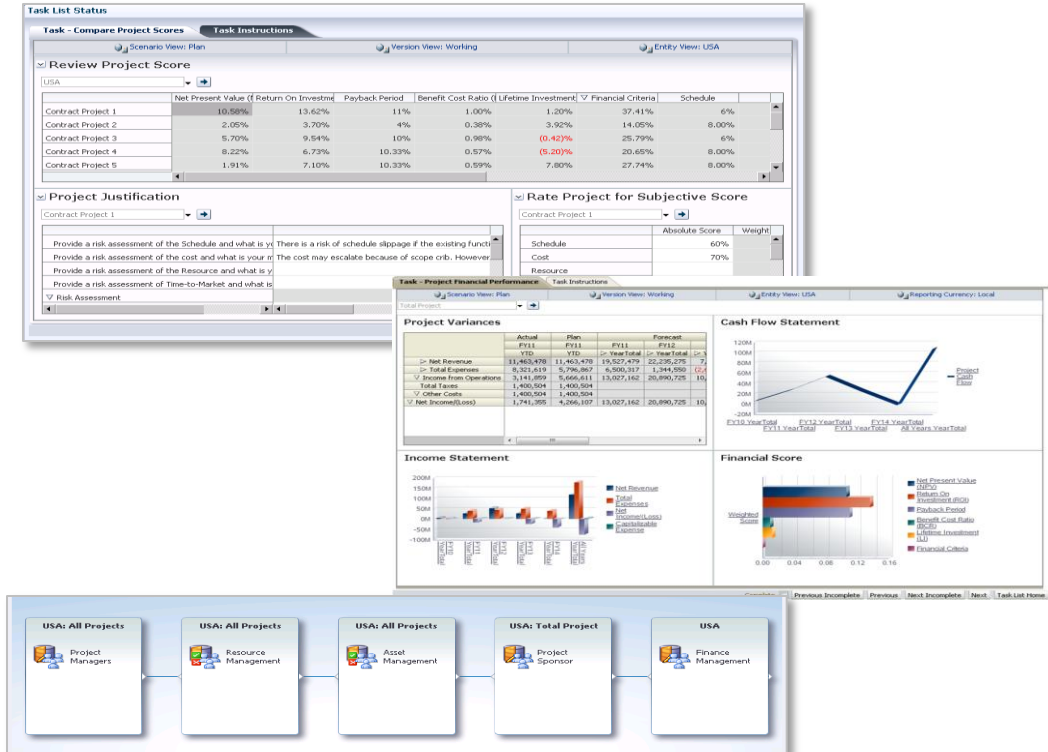 Task List Status
Task - Compare Project Scores Task Instructions
Scenario View: Plan Version View: Working Entity View: USA
Review Project Score
USA
Net Present Value (I Return On Investme Payback Period Benefit Cost Ratio (I Lifetime Investment Financial Criteria Schedule
Contract Project 1 10.58% 13.62% 11% 1.00% 1.20% 37.41% 6%
Contract Project 2 2.05% 3.70% 4% 0.38% 3.92% 14.05% 8.00%
Contract Project 3 5.70% 9.54% 10% 0.98% (0.42)% 25.79% 6%
Contract Project 4 8.22% 6.73% 10.33% 0.57% (5.20)% 20.65% 8.00%
Contract Project 5 1.91% 7.10% 10.33% 0.59% 7.80% 27.74% 8.00%
Project Justification
Contract Project 1
Provide a risk assessment of the Schedule and what is yo There is a risk of schedule slippage if the existing functi
Provide a risk assessment of the cost and what is your m The cost may escalate because of scope crib. However,
Provide a risk assessment of the Resource and what is y
Provide a risk assessment of Time-to-Market and what is
Risk Assessment
Rate Project for Subjective Score
Contract Project 1
Absolute Score Weight
Schedule 60%
Cost 70%
Resource
Task - Project Financial Performance Task Instructions
Scenario View: Plan Version View: Working Entity View: USA Reporting Currency: Local
Total Project
Project Variances
Actual Plan Forecast
FY11 FY11 FY11 FY12
YTD YTD YearTotal YearTotal
Net Revenue 11,463,478 11,463,478 19,527,479 22,235,275 7,
Total Expenses 8,321,619 5,796,867 6,500,317 1,344,550
Income from Operations 3,141,859 5,666,611 13,027,162 20,890,725 10,
Total Taxes 1,400,504 1,400,504
Other Costs 1,400,504 1,400,504
Net Income/(Loss) 1,741,355 4,266,107 13,027,162 20,890,725 10,
Cash Flow Statement
120M
100M
80M
60M
40M
20M
0M
-20M
FY10 YearTotal FY12 YearTotal FY14 YearTotal
FY11 YearTotal FY13 YearTotal All Years YearTotal
Project
Cash
Flow
Income Statement
200M
150M
100M
50M
0M
-50M
-100M
FY10
YearTotal
FY11
YearTotal
FY12
YearTotal
FY13
YearTotal
FY14
YearTotal
All Years
YearTotal
Net Revenue
Total
Expenses
Net
Income/(Loss)
Capitalizable
Expense
Financial Score
Weighted
Score
0.00 0.04 0.08 0.12 0.16
Net Present Value
(NPV)
Return On
Investment (ROI)
Payback Period
Benefit Cost Ratio
(BCR)
Lifetime Investment
(LI)
Financial Criteria
Complete Previous Incomplete Previous Next Incomplete Next Task List Home
USA: All Projects
Project
Managers
USA: All Projects
Resource
Management
USA: All Projects
Asset
Management
USA: Total Project
Project
Sponsor
USA
Finance
Management